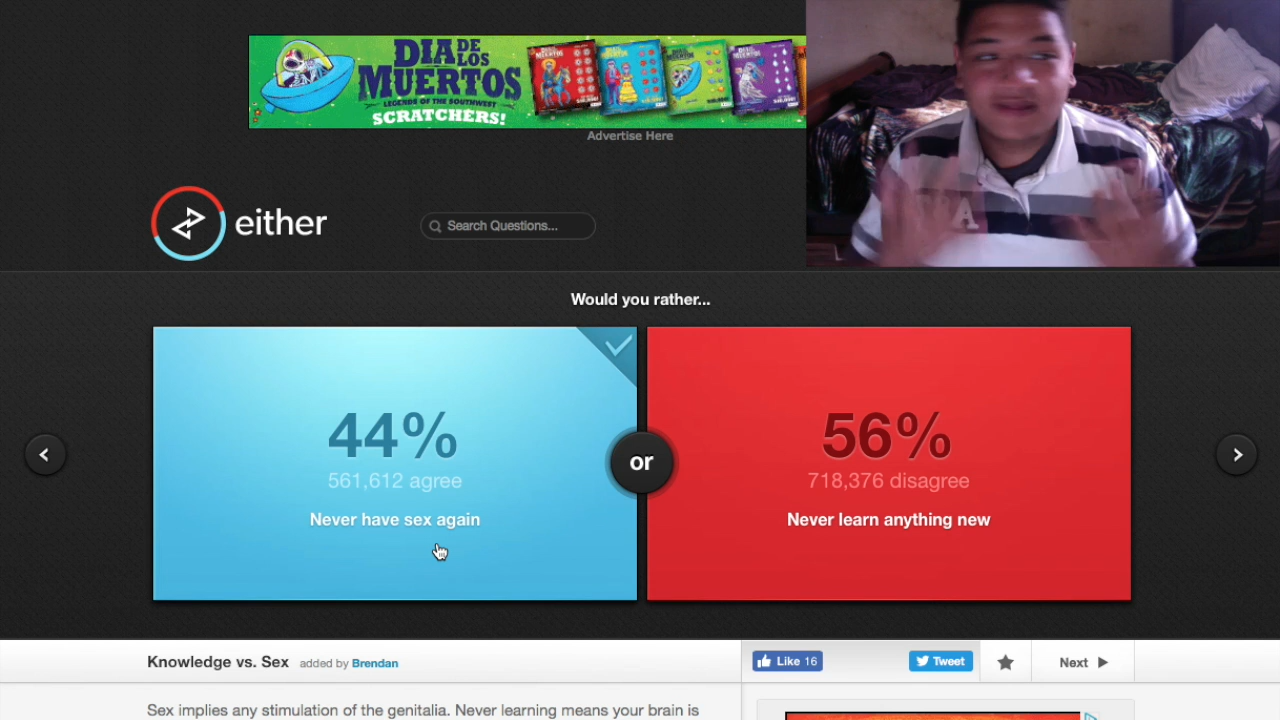 DIA DE LOS MUERTOS
LEGENDS OF THE SOUTHWEST
SCRATCHERS!
Advertise Here
either
Search Questions...
Would you rather...
44%
561,612 agree
Never have sex again
or
56%
718,376 disagree
Never learn anything new
Knowledge vs. Sex added by Brendan
Like 16
Tweet
Next
Sex implies any stimulation of the genitalia. Never learning means your brain is